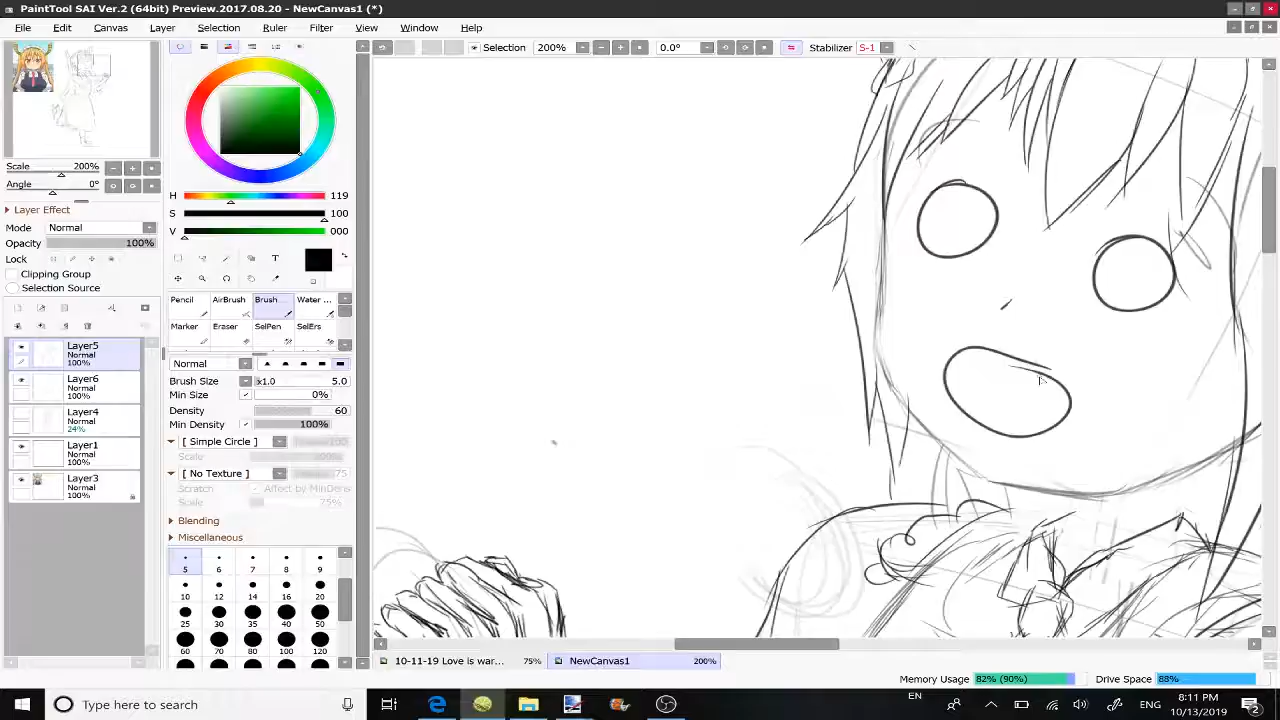 PaintTool SAI Ver.2 (64bit) Preview.2017.08.20 - NewCanvas1 (*)
File Edit Canvas Layer Selection Ruler Filter View Window Help
Selection 200% 0.0° Stabilizer S-1
Scale 200%
Angle 0°
Layer Effect
Mode Normal
Opacity 100%
Lock
Clipping Group
Selection Source
Layer5
Normal
100%
Layer6
Normal
100%
Layer4
Normal
24%
Layer1
Normal
100%
Layer3
Normal
100%
H 119
S 100
V 000
T
Pencil AirBrush Brush Water ...
Marker Eraser SelPen SelErs
Normal
Brush Size x1.0 5.0
Min Size 0%
Density 60
Min Density 100%
[ Simple Circle ]
Scale
[ No Texture ] 75
Scratch Affect by MinDens
Scale 75%
Blending
Miscellaneous
5 6 7 8 9
10 12 14 16 20
25 30 35 40 50
60 70 80 100 120
10-11-19 Love is war... 75% NewCanvas1 200%
Memory Usage 82% (90%) Drive Space 88%
Type here to search
EN
ENG
8:11 PM
10/13/2019
2